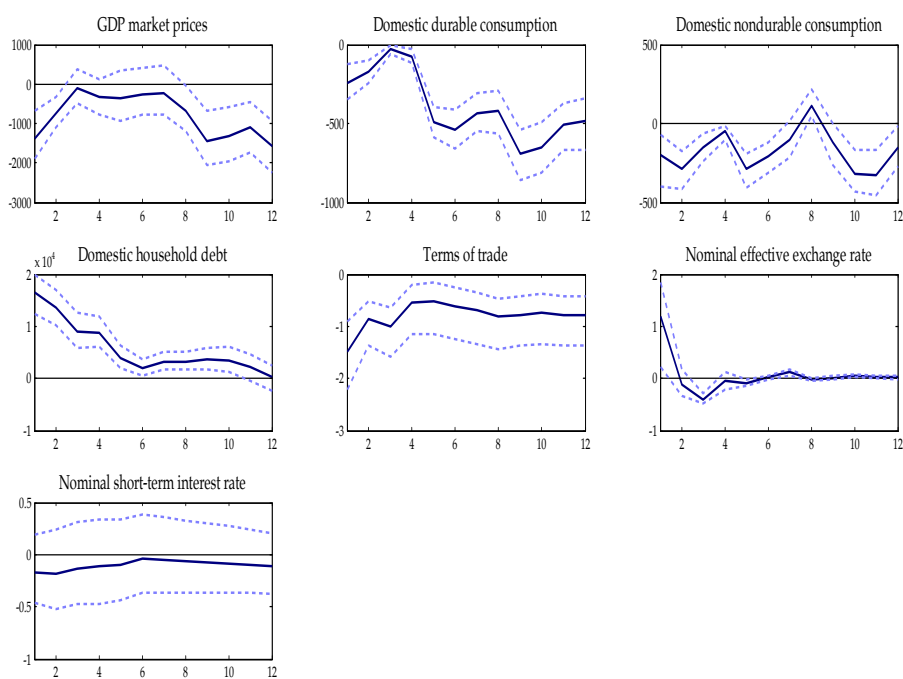 GDP market prices
1000
0
-1000
-2000
-3000
2 4 6 8 10 12
Domestic durable consumption
0
-500
-1000
2 4 6 8 10 12
Domestic nondurable consumption
500
0
-500
2 4 6 8 10 12
Domestic household debt
x 10^4
2
1
0
-1
2 4 6 8 10 12
Terms of trade
0
-1
-2
-3
2 4 6 8 10 12
Nominal effective exchange rate
2
1
0
-1
2 4 6 8 10 12
Nominal short-term interest rate
0.5
0
-0.5
-1
2 4 6 8 10 12